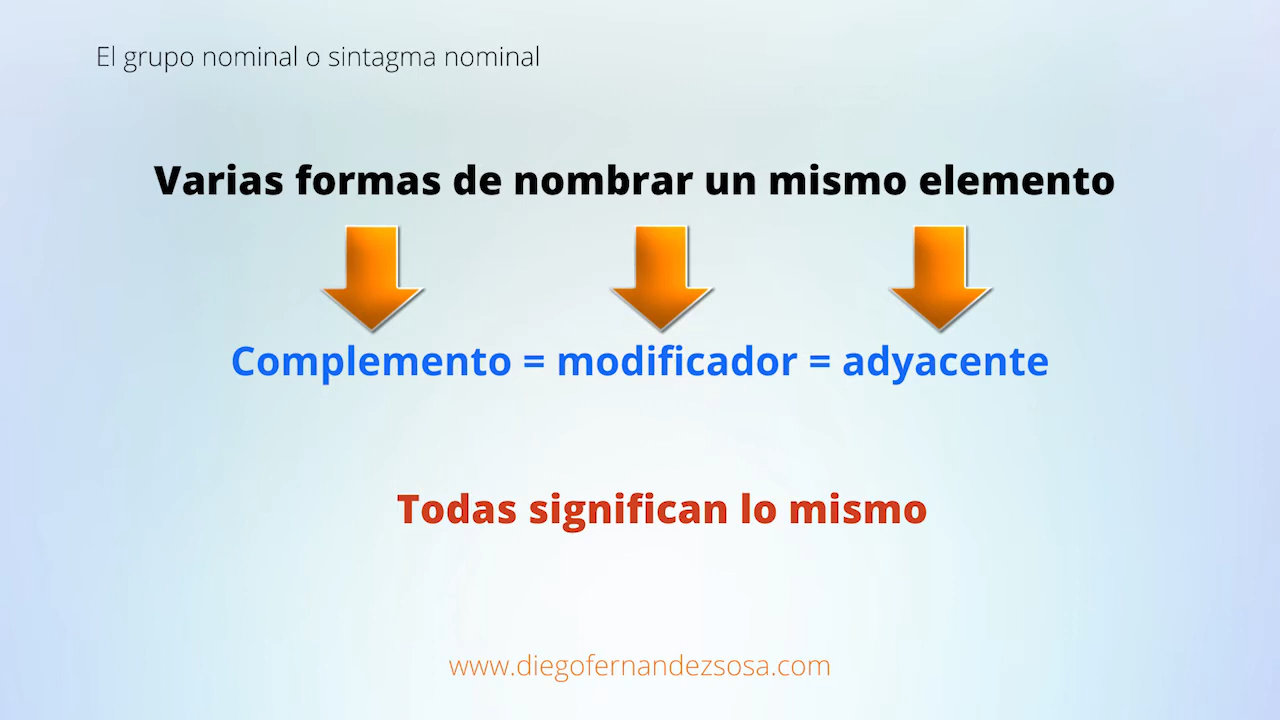 El grupo nominal o sintagma nominal
Varias formas de nombrar un mismo elemento
Complemento = modificador = adyacente
Todas significan lo mismo
www.diegofernandezsosa.com